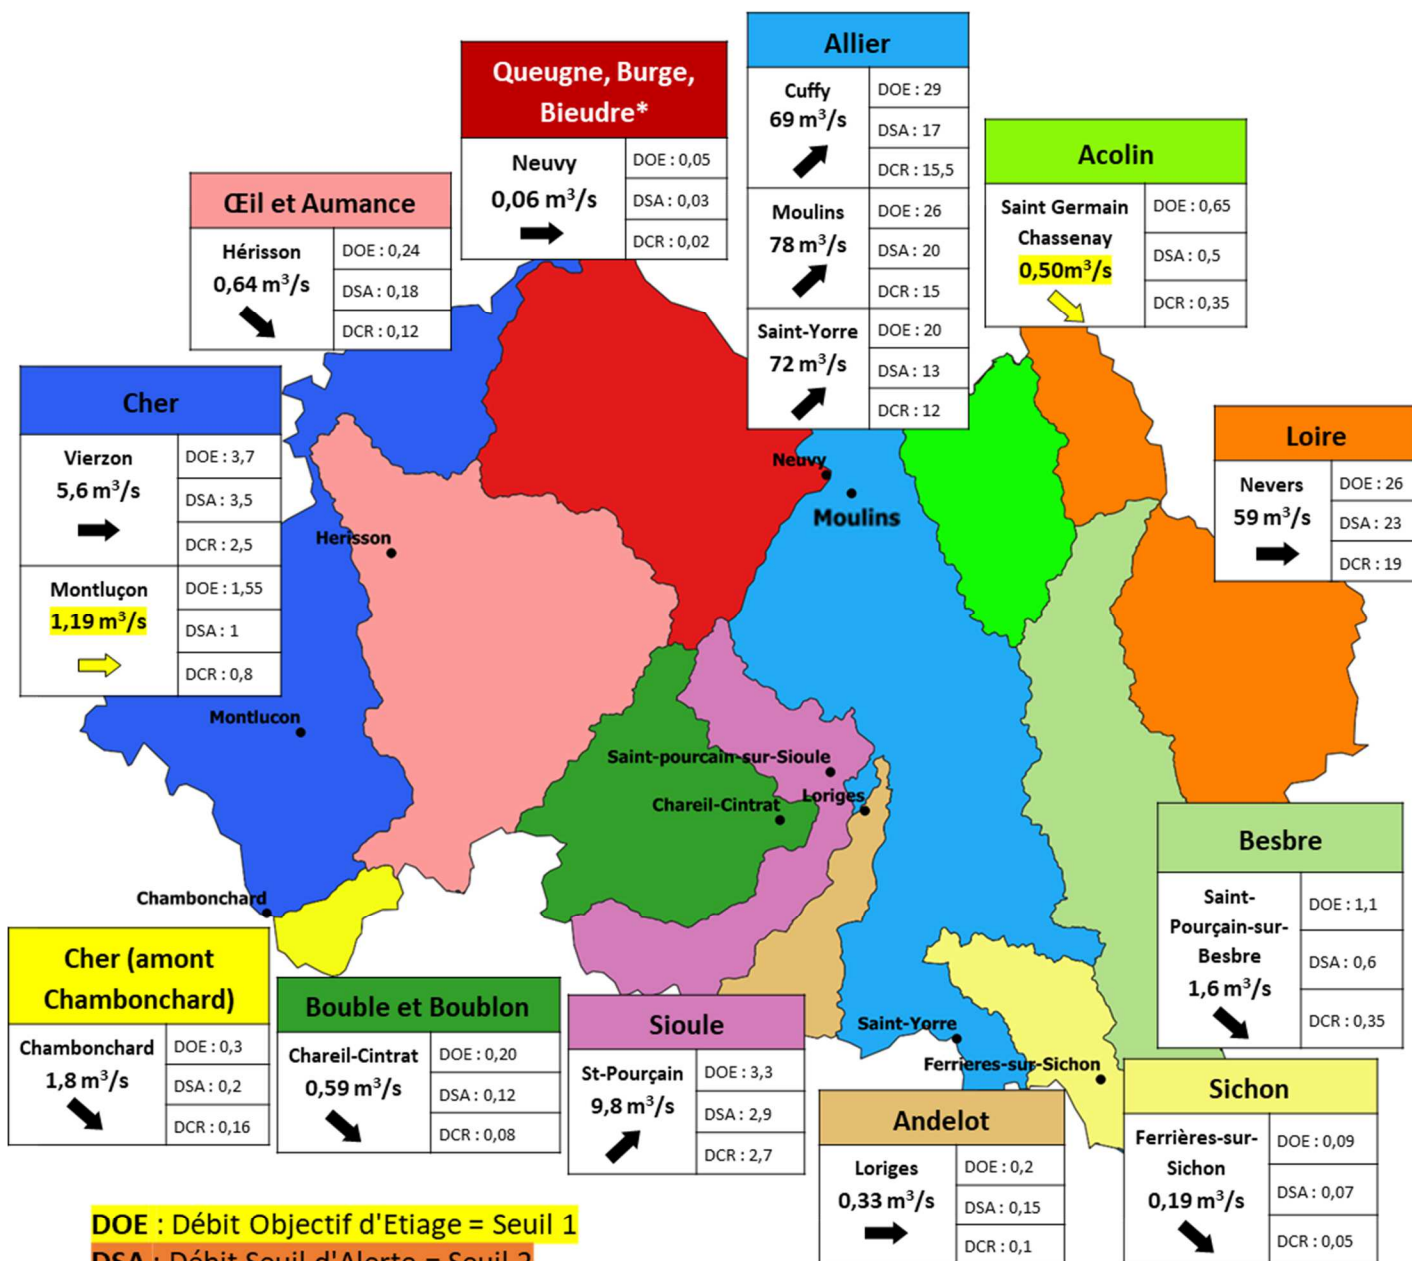 Allier
Cuffy
69 m³/s
DOE : 29
DSA : 17
DCR : 15,5
Moulins
78 m³/s
DOE : 26
DSA : 20
DCR : 15
Saint-Yorre
72 m³/s
DOE : 20
DSA : 13
DCR : 12
Queugne, Burge,
Bieudre*
Neuvy
0,06 m³/s
DOE : 0,05
DSA : 0,03
DCR : 0,02
Acolin
Saint Germain
Chassenay
0,50m³/s
DOE : 0,65
DSA : 0,5
DCR : 0,35
Œil et Aumance
Hérisson
0,64 m³/s
DOE : 0,24
DSA : 0,18
DCR : 0,12
Cher
Vierzon
5,6 m³/s
DOE : 3,7
DSA : 3,5
DCR : 2,5
Montluçon
1,19 m³/s
DOE : 1,55
DSA : 1
DCR : 0,8
Loire
Nevers
59 m³/s
DOE : 26
DSA : 23
DCR : 19
Neuvy
Moulins
Herisson
Montlucon
Saint-pourcain-sur-Sioule
Loriges
Chareil-Cintrat
Chambonchard
Saint-Yorre
Ferrieres-sur-Sichon
Besbre
Saint-
Pourçain-sur-
Besbre
1,6 m³/s
DOE : 1,1
DSA : 0,6
DCR : 0,35
Cher (amont
Chambonchard)
Chambonchard
1,8 m³/s
DOE : 0,3
DSA : 0,2
DCR : 0,16
Bouble et Boublon
Chareil-Cintrat
0,59 m³/s
DOE : 0,20
DSA : 0,12
DCR : 0,08
Sioule
St-Pourçain
9,8 m³/s
DOE : 3,3
DSA : 2,9
DCR : 2,7
Andelot
Loriges
0,33 m³/s
DOE : 0,2
DSA : 0,15
DCR : 0,1
Sichon
Ferrières-sur-
Sichon
0,19 m³/s
DOE : 0,09
DSA : 0,07
DCR : 0,05
DOE : Débit Objectif d'Etiage = Seuil 1
DSA : Débit Seuil d'Alerte = Seuil 2